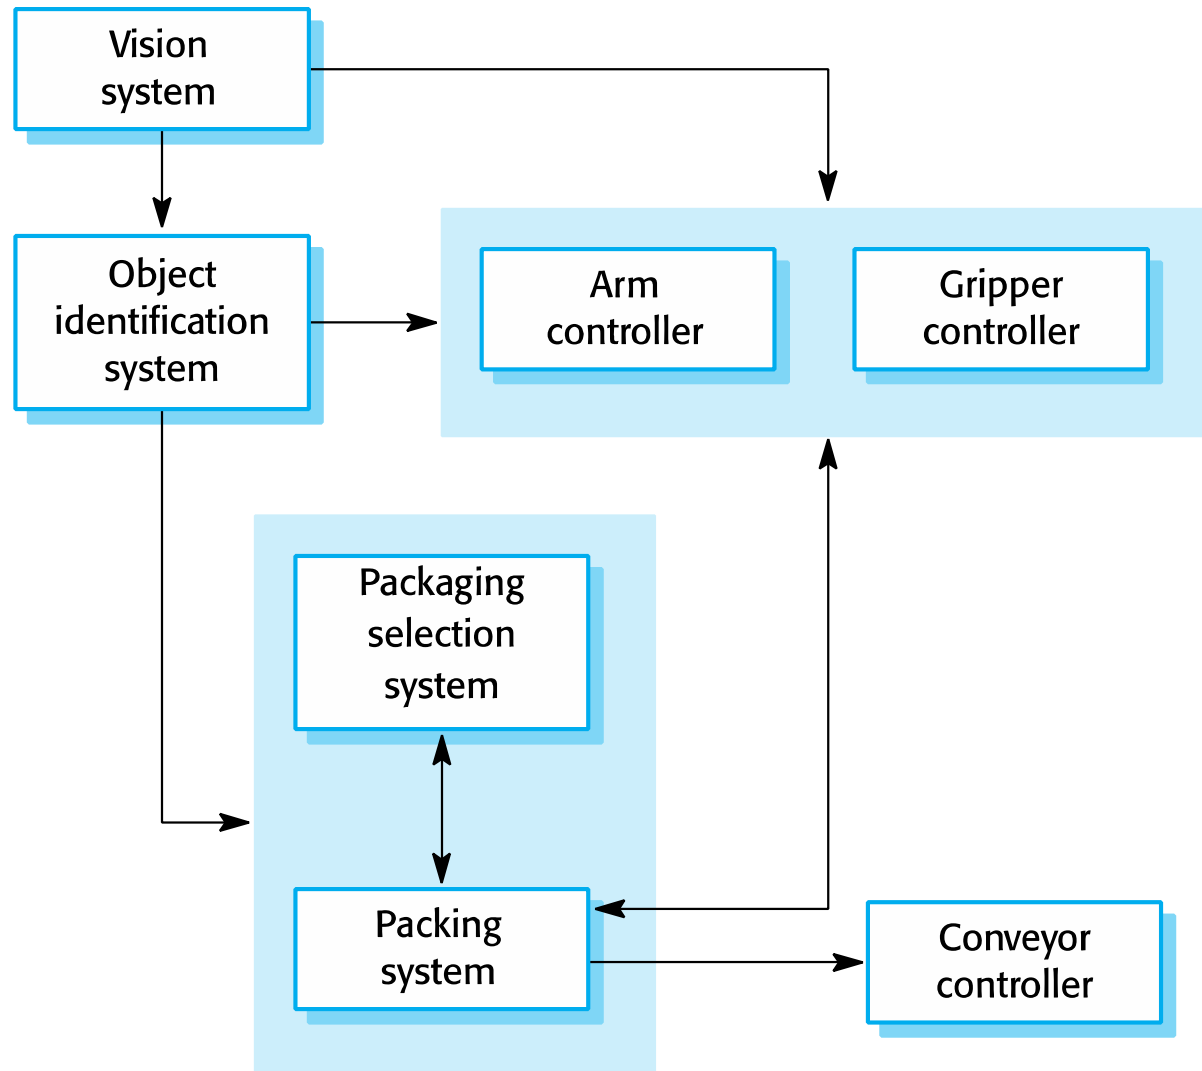 Vision
system
Object
identification
system
Arm
controller
Gripper
controller
Packaging
selection
system
Packing
system
Conveyor
controller